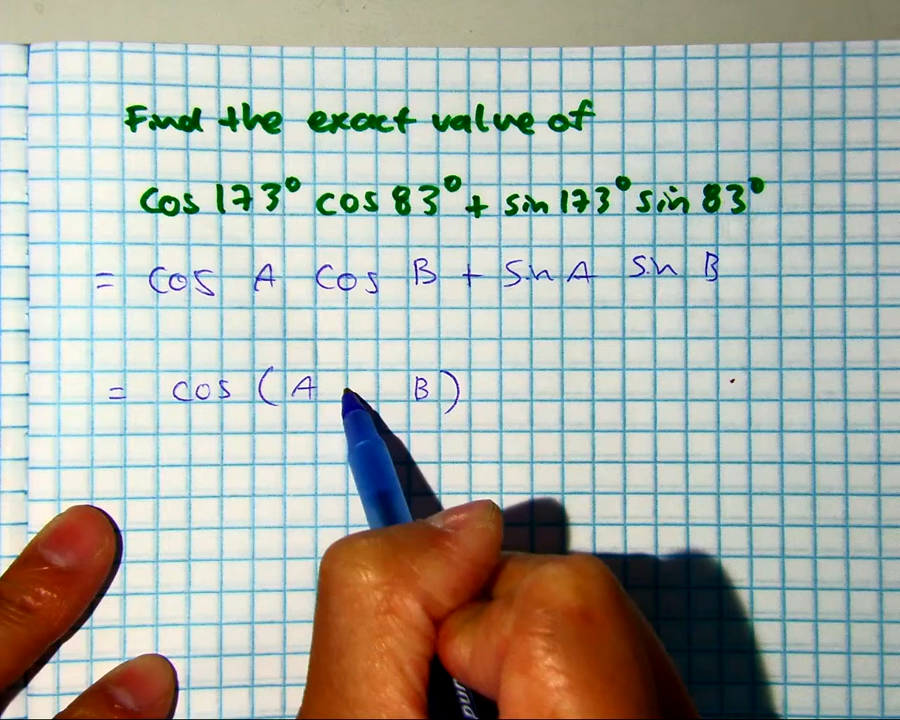 Find the exact value of
cos 173° cos 83° + sin 173° sin 83°
= cos A cos B + sin A sin B
= cos (A B)